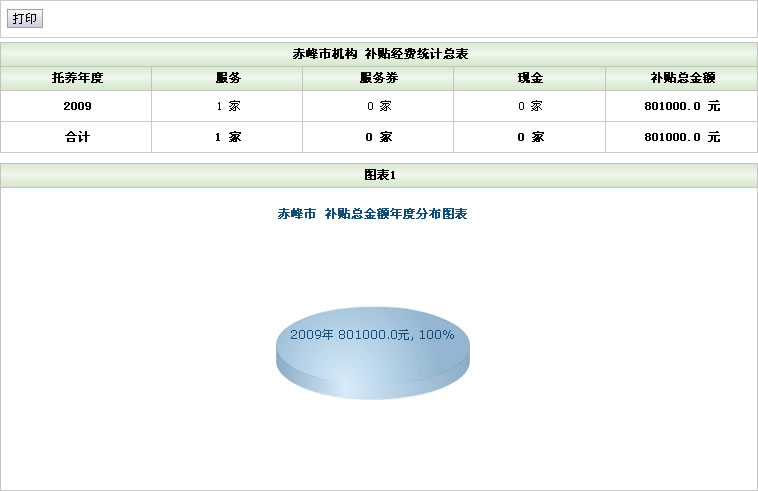 打印
赤峰市机构 补贴经费统计总表
托养年度 服务 服务券 现金 补贴总金额
2009 1 家 0 家 0 家 801000.0 元
合计 1 家 0 家 0 家 801000.0 元
图表1
赤峰市 补贴总金额年度分布图表
2009年 801000.0元, 100%